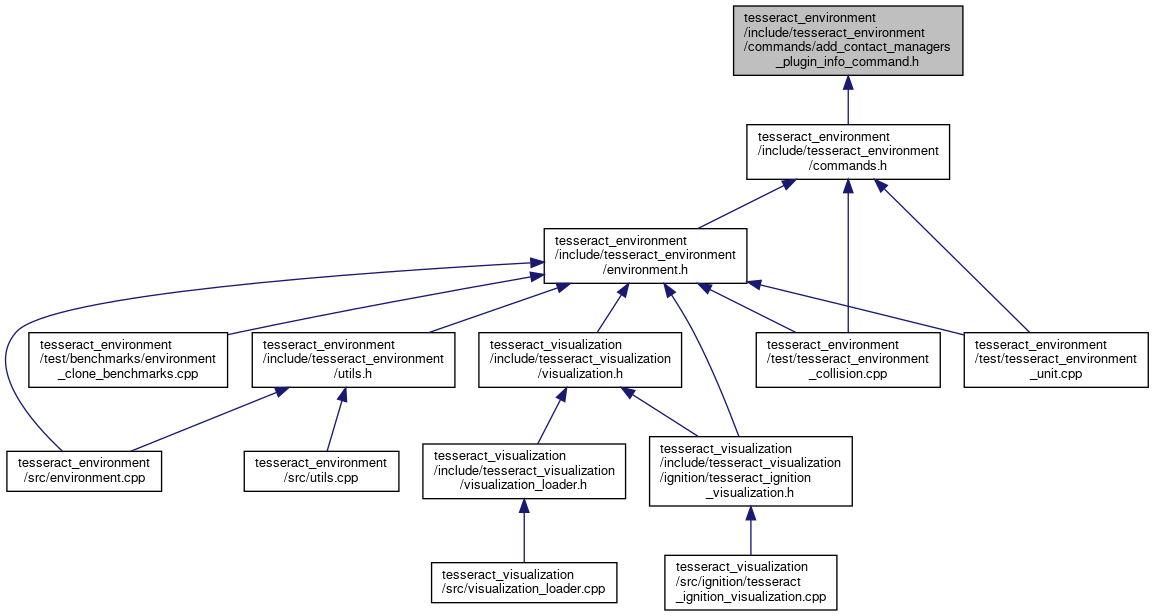 tesseract_environment
/include/tesseract_environment
/commands/add_contact_managers
_plugin_info_command.h
tesseract_environment
/include/tesseract_environment
/commands.h
tesseract_environment
/include/tesseract_environment
/environment.h
tesseract_environment
/test/benchmarks/environment
_clone_benchmarks.cpp
tesseract_environment
/include/tesseract_environment
/utils.h
tesseract_visualization
/include/tesseract_visualization
/visualization.h
tesseract_environment
/test/tesseract_environment
_collision.cpp
tesseract_environment
/test/tesseract_environment
_unit.cpp
tesseract_environment
/src/environment.cpp
tesseract_environment
/src/utils.cpp
tesseract_visualization
/include/tesseract_visualization
/visualization_loader.h
tesseract_visualization
/include/tesseract_visualization
/ignition/tesseract_ignition
_visualization.h
tesseract_visualization
/src/visualization_loader.cpp
tesseract_visualization
/src/ignition/tesseract
_ignition_visualization.cpp